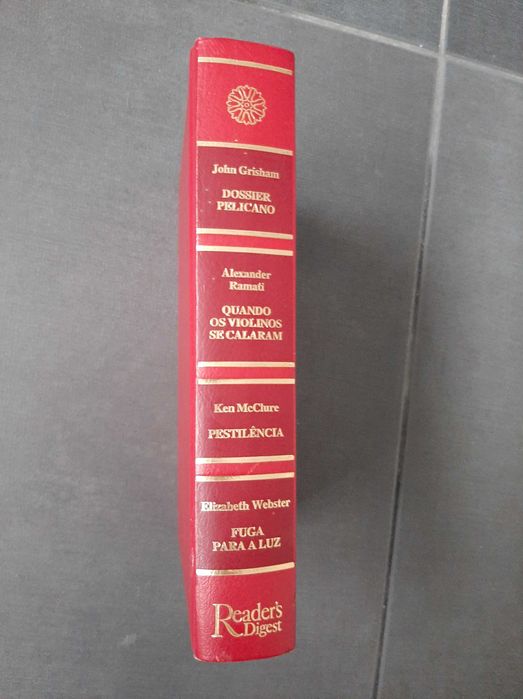 John Grisham
DOSSIER
PELICANO
Alexander
Ramati
QUANDO
OS VIOLINOS
SE CALARAM
Ken McClure
PESTILÊNCIA
Elizabeth Webster
FUGA
PARA A LUZ
Reader's
Digest